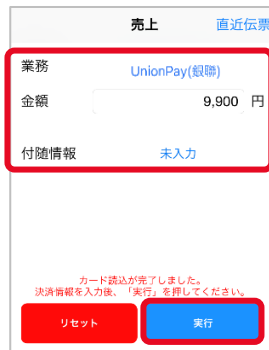 売上 直近伝票
業務 UnionPay(銀聯)
金額 9,900 円
付随情報 未入力
カード読込が完了しました。
決済情報を入力後、「実行」を押してください。
リセット 実行